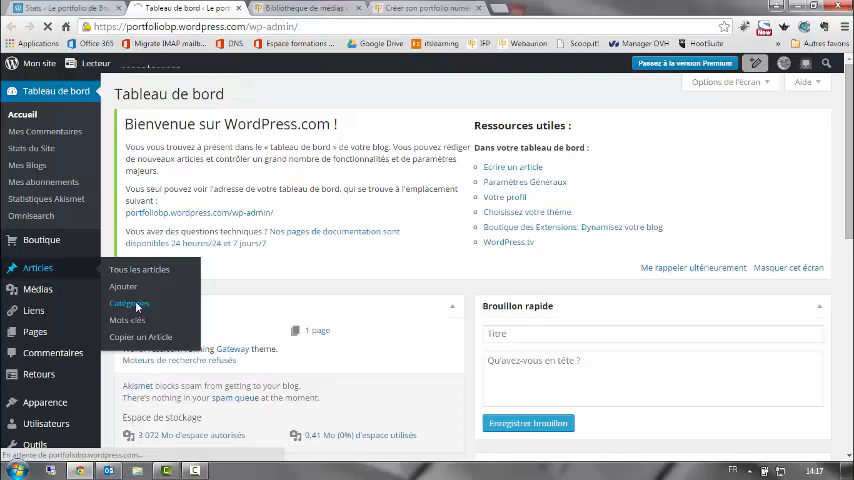 Stats ‹ Le portfolio de Br...
Tableau de bord ‹ Le port
Bibliothèque de médias
Créer son portfolio numé
https://portfoliobp.wordpress.com/wp-admin/
Applications
Office 365
Migrate IMAP mailb...
DNS
Espace formations ...
Google Drive
itslearning
IFP
Webaurion
Scoop.it!
Manager OVH
HootSuite
Autres favoris
New
Mon site
Lecteur
Passez à la version Premium
Tableau de bord
Accueil
Mes Commentaires
Stats du Site
Mes Blogs
Mes abonnements
Statistiques Akismet
Omnisearch
Boutique
Articles
Médias
Liens
Pages
Commentaires
Retours
Apparence
Utilisateurs
Outils
Tous les articles
Ajouter
Catégories
Mots-clés
Copier un Article
Options de l'écran
Aide
Tableau de bord
Bienvenue sur WordPress.com !
Vous vous trouvez à présent dans le « tableau de bord » de votre blog. Vous pouvez rédiger
de nouveaux articles et contrôler un grand nombre de fonctionnalités et de paramètres
majeurs.
Vous seul pouvez voir l'adresse de votre tableau de bord, qui se trouve à l'emplacement
suivant :
portfoliobp.wordpress.com/wp-admin/
Vous avez des questions techniques ? Nos pages de documentation sont
disponibles 24 heures/24 et 7 jours/7
Ressources utiles :
Dans votre tableau de bord :
Ecrire un article
Paramètres Généraux
Votre profil
Choisissez votre thème
Boutique des Extensions: Dynamisez votre blog
WordPress.tv
Me rappeler ultérieurement
Masquer cet écran
1 page
Gateway theme.
Moteurs de recherche refusés
Akismet blocks spam from getting to your blog.
There's nothing in your spam queue at the moment.
Espace de stockage
3 072 Mo d'espace autorisés
0,41 Mo (0%) d'espace utilisés
Brouillon rapide
Titre
Qu'avez-vous en tête ?
Enregistrer brouillon
En attente de portfoliobp.wordpress.com...
FR
14:17